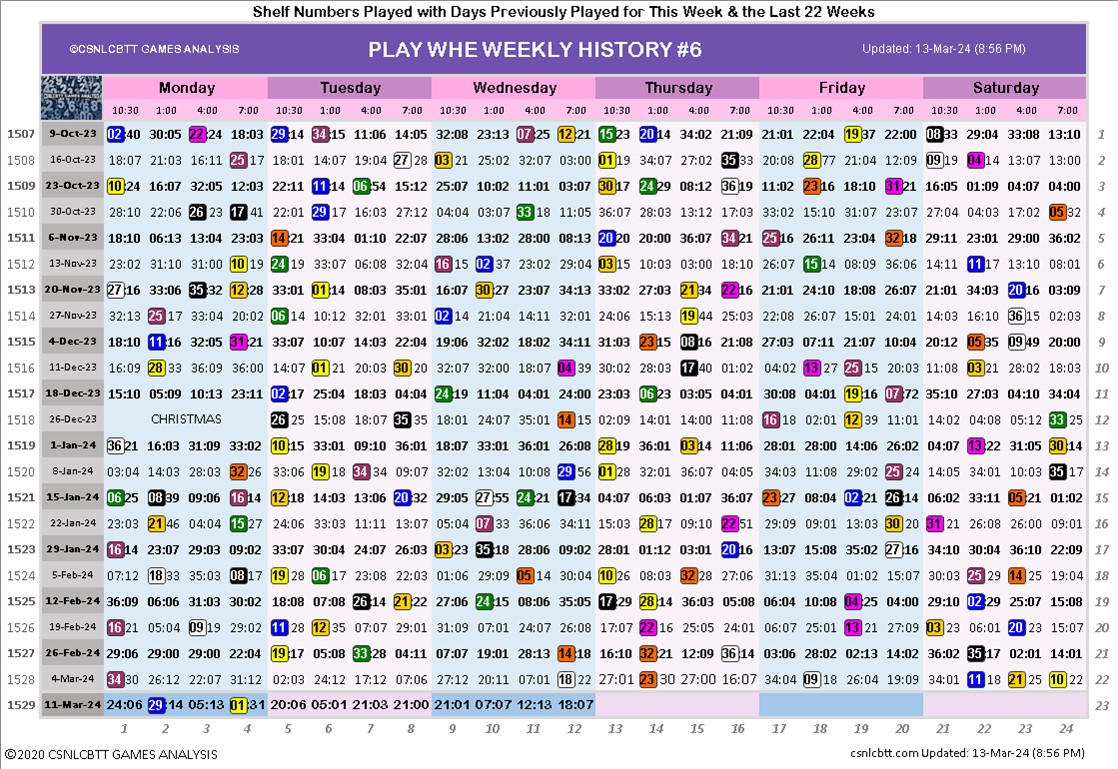 Shelf Numbers Played with Days Previously Played for This Week & the Last 22 Weeks
©CSNLCBTT GAMES ANALYSIS PLAY WHE WEEKLY HISTORY #6 Updated: 13-Mar-24 (8:56 PM)
Monday Tuesday Wednesday Thursday Friday Saturday
10:30 1:00 4:00 7:00 10:30 1:00 4:00 7:00 10:30 1:00 4:00 7:00 10:30 1:00 4:00 7:00 10:30 1:00 4:00 7:00 10:30 1:00 4:00 7:00
1507 9-Oct-23 02:40 30:05 22:24 18:03 29:14 34:15 11:06 14:05 32:08 23:13 07:25 12:21 15:23 20:14 34:02 21:09 21:01 22:04 19:37 22:00 08:33 29:04 33:08 13:10 1
1508 16-Oct-23 18:07 21:03 16:11 25:17 18:01 14:07 19:04 27:28 03:21 25:02 32:07 03:00 01:19 34:07 27:02 35:33 20:08 28:77 21:04 12:09 09:19 04:14 13:07 13:00 2
1509 23-Oct-23 10:24 16:07 32:05 12:03 22:11 11:14 06:54 15:12 25:07 10:02 11:01 03:07 30:17 24:29 08:12 36:19 11:02 23:16 18:10 31:21 16:05 01:09 04:07 04:00 3
1510 30-Oct-23 28:10 22:06 26:23 17:41 22:01 29:17 16:03 27:12 04:04 03:07 33:18 11:05 36:07 28:03 13:12 17:03 33:02 15:10 31:07 23:07 27:04 04:03 17:02 05:32 4
1511 6-Nov-23 18:10 06:13 13:04 23:03 14:21 33:04 01:10 22:07 28:06 13:02 28:00 08:13 20:20 20:00 36:07 34:21 25:16 26:11 23:04 32:18 29:11 23:01 29:00 36:02 5
1512 13-Nov-23 23:02 31:10 31:00 10:19 24:19 33:07 06:08 32:04 16:15 02:37 23:02 08:04 03:15 10:03 03:00 18:10 06:18 15:14 08:09 36:06 14:11 11:17 13:10 08:01 6
1513 20-Nov-23 27:16 33:06 35:32 12:28 33:01 01:14 08:03 35:01 16:07 30:27 23:07 34:13 33:02 27:03 21:34 22:16 21:01 24:10 18:08 26:07 21:01 34:03 20:16 03:09 7
1514 27-Nov-23 32:13 25:17 33:04 20:02 06:14 10:12 32:01 33:01 02:14 21:04 14:11 32:01 24:06 15:13 19:44 25:03 22:08 26:07 15:01 24:01 14:03 16:10 36:15 02:03 8
1515 4-Dec-23 18:10 11:16 32:05 31:21 33:07 10:07 14:03 22:09 19:06 32:02 18:02 34:11 31:03 23:15 08:16 21:08 27:03 07:11 21:07 10:04 20:12 05:35 09:49 20:00 9
1516 11-Dec-23 16:09 28:33 36:09 36:00 14:07 01:21 20:03 30:20 32:07 32:00 18:07 04:39 30:02 28:03 17:40 01:02 04:02 13:27 25:15 20:13 11:08 03:21 28:02 18:03 10
1517 18-Dec-23 15:10 05:09 10:13 23:11 02:17 25:04 18:03 04:04 24:19 11:04 04:01 24:00 22:03 06:23 11:03 05:04 30:08 04:01 19:16 07:72 35:10 27:03 04:10 34:04 11
1518 26-Dec-23 CHRISTMAS 26:25 15:08 18:07 35:18 18:01 24:07 35:01 14:15 02:09 14:01 14:00 11:08 16:18 02:01 12:39 11:01 14:02 04:08 05:12 33:25 12
1519 1-Jan-24 36:21 16:03 31:09 33:02 10:15 33:01 09:10 36:01 18:07 33:01 36:01 26:08 28:19 36:01 03:14 11:06 28:01 28:00 14:06 26:02 04:07 13:22 31:05 30:14 13
1520 8-Jan-24 03:04 14:03 28:03 32:26 33:06 19:18 34:34 09:07 32:02 13:04 10:08 29:56 01:28 32:01 36:07 04:05 34:03 11:08 29:02 25:24 14:05 34:01 10:03 35:17 14
1521 15-Jan-24 06:25 08:39 09:06 16:14 12:18 14:03 13:06 20:32 29:05 27:55 24:21 17:34 04:07 06:03 01:07 36:07 23:27 08:04 02:21 26:14 06:02 33:11 05:21 01:02 15
1522 22-Jan-24 23:03 21:46 04:04 15:27 24:06 33:03 11:11 13:07 05:04 07:33 36:06 34:11 15:03 28:17 09:10 22:51 29:09 09:01 13:03 30:20 31:21 26:08 26:00 09:01 16
1523 29-Jan-24 16:14 23:07 29:03 09:02 33:07 30:04 24:07 26:03 03:23 35:18 28:06 09:02 28:01 01:12 03:01 20:16 13:07 15:08 35:02 27:16 34:10 30:04 36:10 22:09 17
1524 5-Feb-24 07:12 18:33 35:03 08:17 19:28 06:17 23:08 22:03 01:06 29:09 11:14 30:04 10:26 08:03 32:28 27:06 31:13 35:04 01:02 15:07 30:03 25:29 14:25 19:04 18
1525 12-Feb-24 36:09 06:06 31:03 30:02 18:08 07:08 26:14 21:22 27:06 24:15 08:06 35:05 17:29 28:14 36:03 05:08 06:04 10:08 04:25 04:00 29:10 02:29 25:07 15:08 19
1526 19-Feb-24 16:21 05:04 09:19 29:02 11:28 12:35 07:07 29:01 31:09 07:01 24:07 26:08 17:07 22:16 25:05 24:01 06:07 05:01 13:21 06:01 03:23 06:01 20:23 15:07 20
1527 26-Feb-24 29:06 29:00 29:00 22:04 19:17 05:08 33:28 04:11 07:07 19:01 28:13 14:18 16:10 32:21 01:09 36:14 03:06 28:02 02:13 14:02 36:02 35:17 02:01 14:01 21
1528 4-Mar-24 34:30 26:12 22:07 31:12 02:03 24:12 17:12 07:06 27:12 20:11 07:01 18:22 27:01 23:30 27:00 16:07 34:04 09:18 26:04 29:09 34:01 11:18 21:25 10:22 22
1529 11-Mar-24 24:06 29:14 05:13 01:31 20:06 05:01 21:03 21:00 21:01 07:07 12:13 18:07 23
1 2 3 4 5 6 7 8 9 10 11 12 13 14 15 16 17 18 19 20 21 22 23 24
©2020 CSNLCBTT GAMES ANALYSIS csnlcbtt.com Updated: 13-Mar-24 (8:56 PM)